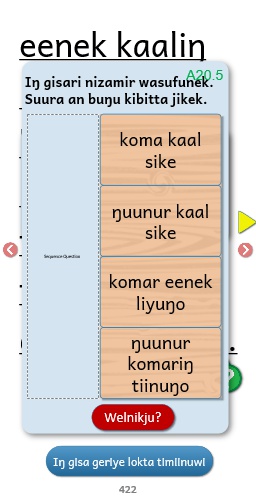 eenek kaaliŋ
A20.5
Iŋ gisari nizamir wasufunek.
Suura an buŋu kibitta jikek.
Sequence Question
koma kaal
sike
ŋuunur kaal
sike
komar eenek
liyuŋo
ŋuunur
komariŋ
tiinuŋo
Welnikju?
Iŋ gisa geriye lokta timiinuwi
422